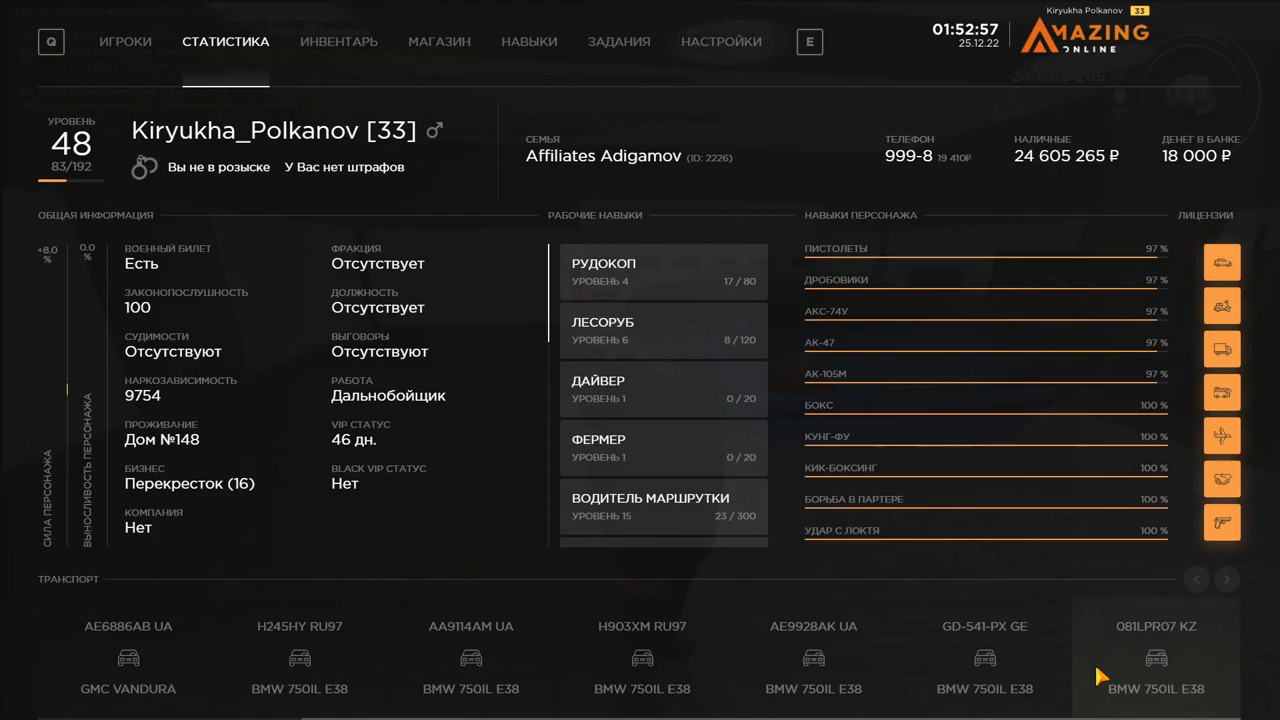 Kiryukha Polkanov 33
Q ИГРОКИ СТАТИСТИКА ИНВЕНТАРЬ МАГАЗИН НАВЫКИ ЗАДАНИЯ НАСТРОЙКИ E
01:52:57
25.12.22
AMAZING
ONLINE
УРОВЕНЬ
48
83/192
Kiryukha_Polkanov [33]
Вы не в розыске У Вас нет штрафов
СЕМЬЯ
Affiliates Adigamov (ID: 2226)
ТЕЛЕФОН
999-8 19 410₽
НАЛИЧНЫЕ
24 605 265 ₽
ДЕНЕГ В БАНКЕ
18 000 ₽
ОБЩАЯ ИНФОРМАЦИЯ
+8.0 %
0.0 %
СИЛА ПЕРСОНАЖА
ВЫНОСЛИВОСТЬ ПЕРСОНАЖА
ВОЕННЫЙ БИЛЕТ
Есть
ЗАКОНОПОСЛУШНОСТЬ
100
СУДИМОСТИ
Отсутствуют
НАРКОЗАВИСИМОСТЬ
9754
ПРОЖИВАНИЕ
Дом №148
БИЗНЕС
Перекресток (16)
КОМПАНИЯ
Нет
ФРАКЦИЯ
Отсутствует
ДОЛЖНОСТЬ
Отсутствует
ВЫГОВОРЫ
Отсутствуют
РАБОТА
Дальнобойщик
VIP СТАТУС
46 дн.
BLACK VIP СТАТУС
Нет
РАБОЧИЕ НАВЫКИ
РУДОКОП
УРОВЕНЬ 4 17 / 80
ЛЕСОРУБ
УРОВЕНЬ 6 8 / 120
ДАЙВЕР
УРОВЕНЬ 1 0 / 20
ФЕРМЕР
УРОВЕНЬ 1 0 / 20
ВОДИТЕЛЬ МАРШРУТКИ
УРОВЕНЬ 15 23 / 300
НАВЫКИ ПЕРСОНАЖА
ПИСТОЛЕТЫ 97 %
ДРОБОВИКИ 97 %
АКС-74У 97 %
АК-47 97 %
АК-105М 97 %
БОКС 100 %
КУНГ-ФУ 100 %
КИК-БОКСИНГ 100 %
БОРЬБА В ПАРТЕРЕ 100 %
УДАР С ЛОКТЯ 100 %
ЛИЦЕНЗИИ
ТРАНСПОРТ
AE6886AB UA
GMC VANDURA
H245HY RU97
BMW 750IL E38
AA9114AM UA
BMW 750IL E38
H903XM RU97
BMW 750IL E38
AE9928AK UA
BMW 750IL E38
GD-541-PX GE
BMW 750IL E38
081LPR07 KZ
BMW 750IL E38